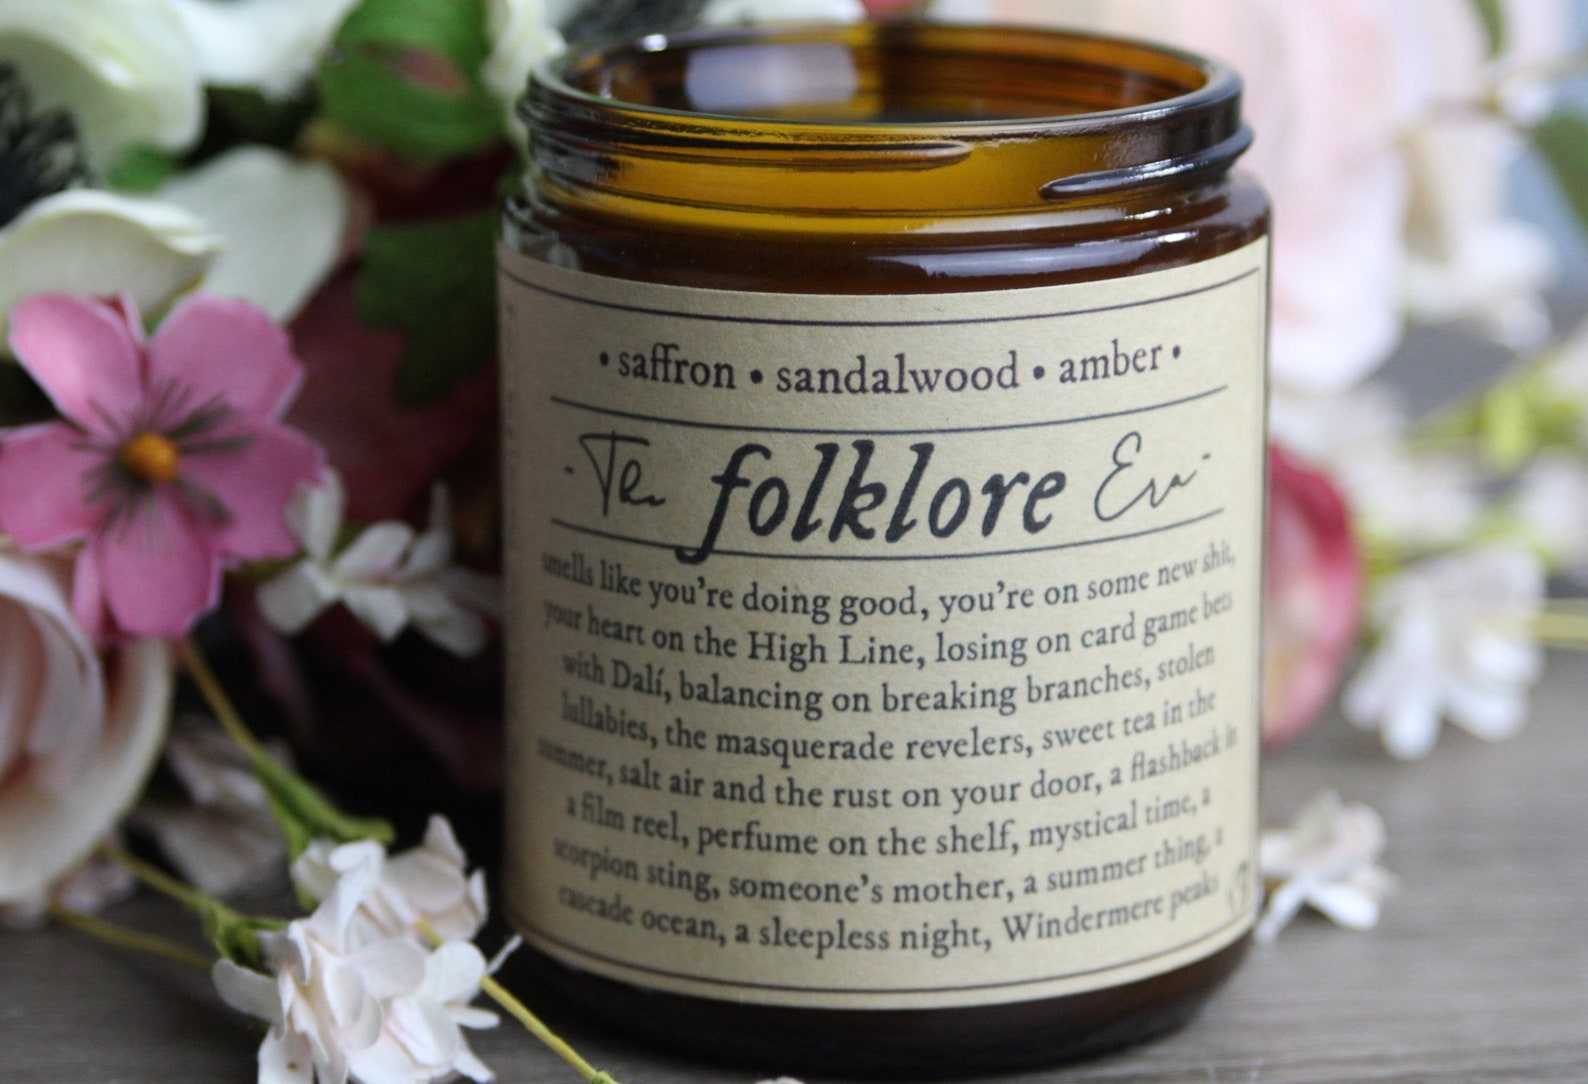 • saffron • sandalwood • amber •
· The folklore Era ·
smells like you're doing good, you're on some new shit,
your heart on the High Line, losing on card game bets
with Dalí, balancing on breaking branches, stolen
lullabies, the masquerade revelers, sweet tea in the
summer, salt air and the rust on your door, a flashback in
a film reel, perfume on the shelf, mystical time, a
scorpion sting, someone's mother, a summer thing, a
cascade ocean, a sleepless night, Windermere peaks